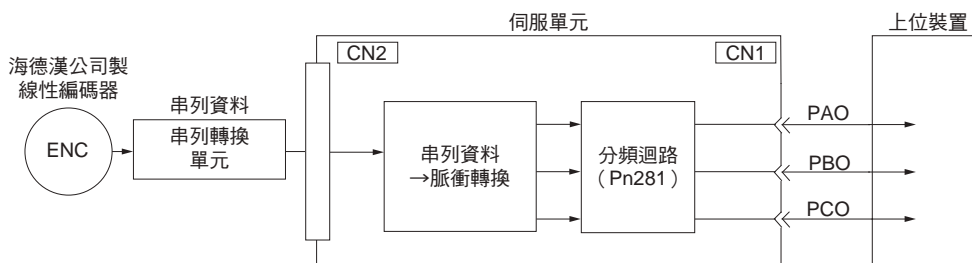 伺服單元
上位裝置
CN2
CN1
海德漢公司製
線性編碼器
串列資料
ENC
串列轉換
單元
串列資料
→脈衝轉換
分頻迴路
（Pn281）
PAO
PBO
PCO